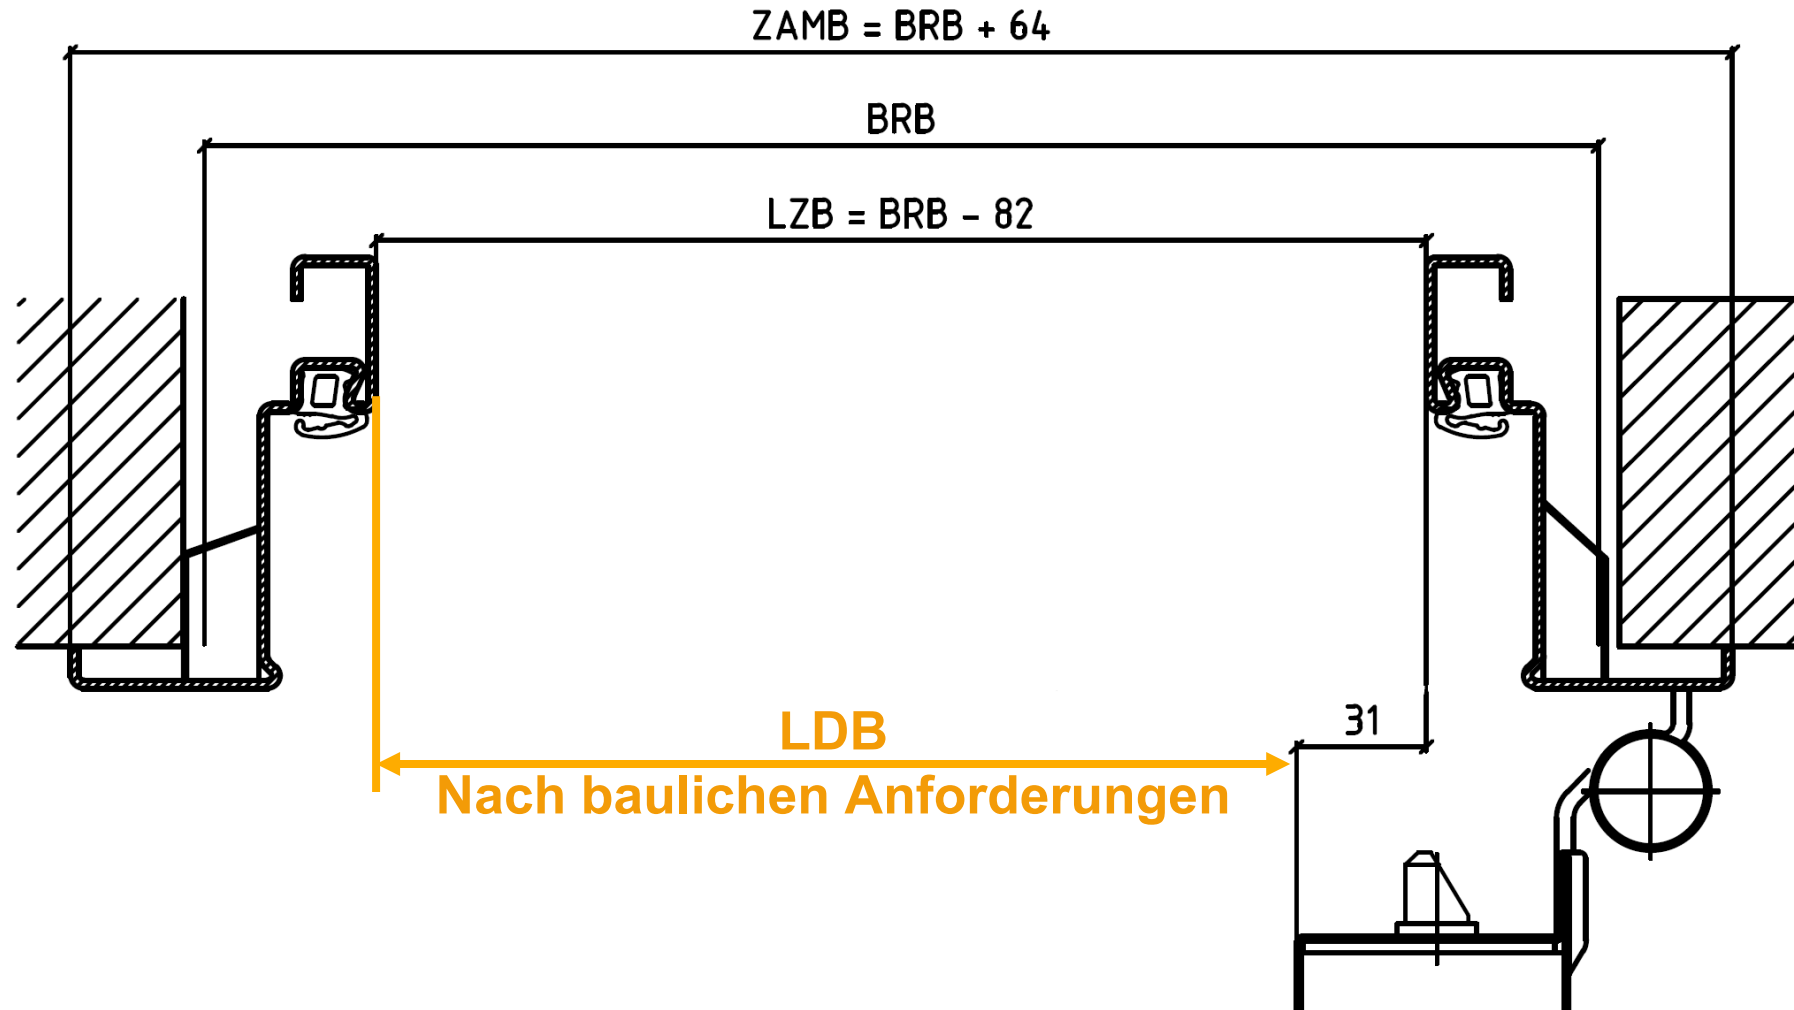 ZAMB = BRB + 64
BRB
LZB = BRB - 82
31
LDB
Nach baulichen Anforderungen